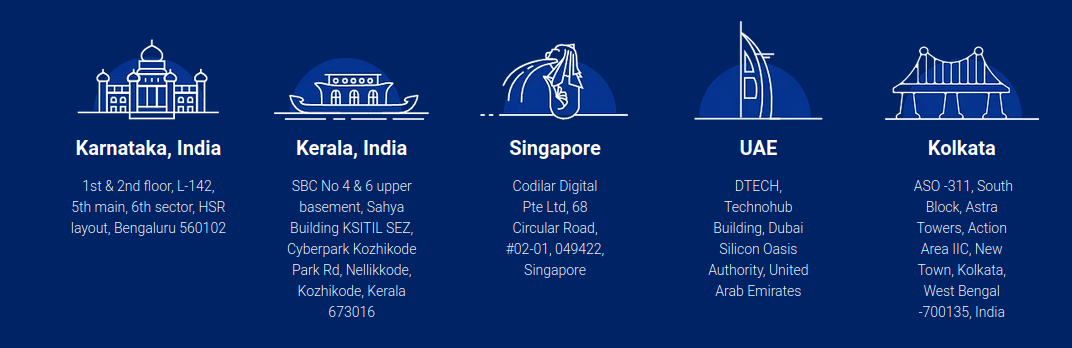 Karnataka, India
1st & 2nd floor, L-142,
5th main, 6th sector, HSR
layout, Bengaluru 560102
Kerala, India
SBC No 4 & 6 upper
basement, Sahya
Building KSITIL SEZ,
Cyberpark Kozhikode
Park Rd, Nellikkode,
Kozhikode, Kerala
673016
Singapore
Codilar Digital
Pte Ltd, 68
Circular Road,
#02-01, 049422,
Singapore
UAE
DTECH,
Technohub
Building, Dubai
Silicon Oasis
Authority, United
Arab Emirates
Kolkata
ASO -311, South
Block, Astra
Towers, Action
Area IIC, New
Town, Kolkata,
West Bengal
-700135, India